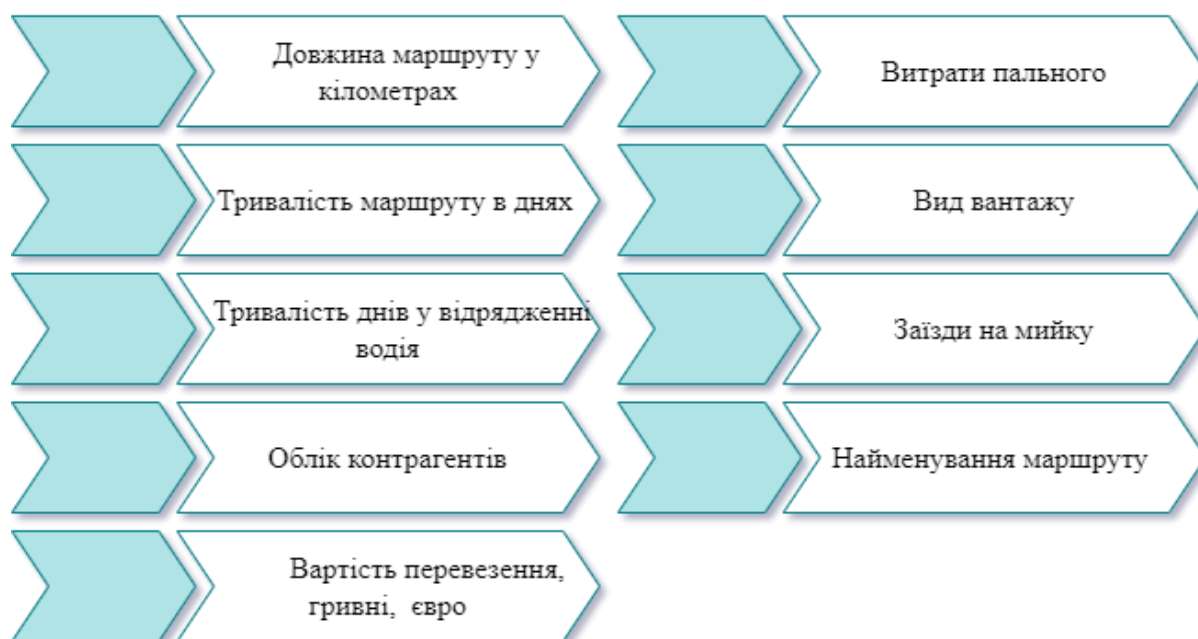 Довжина маршруту у
кілометрах
Витрати пального
Тривалість маршруту в днях
Вид вантажу
Тривалість днів у відрядженні
водія
Заїзди на мийку
Облік контрагентів
Найменування маршруту
Вартість перевезення,
гривні, євро